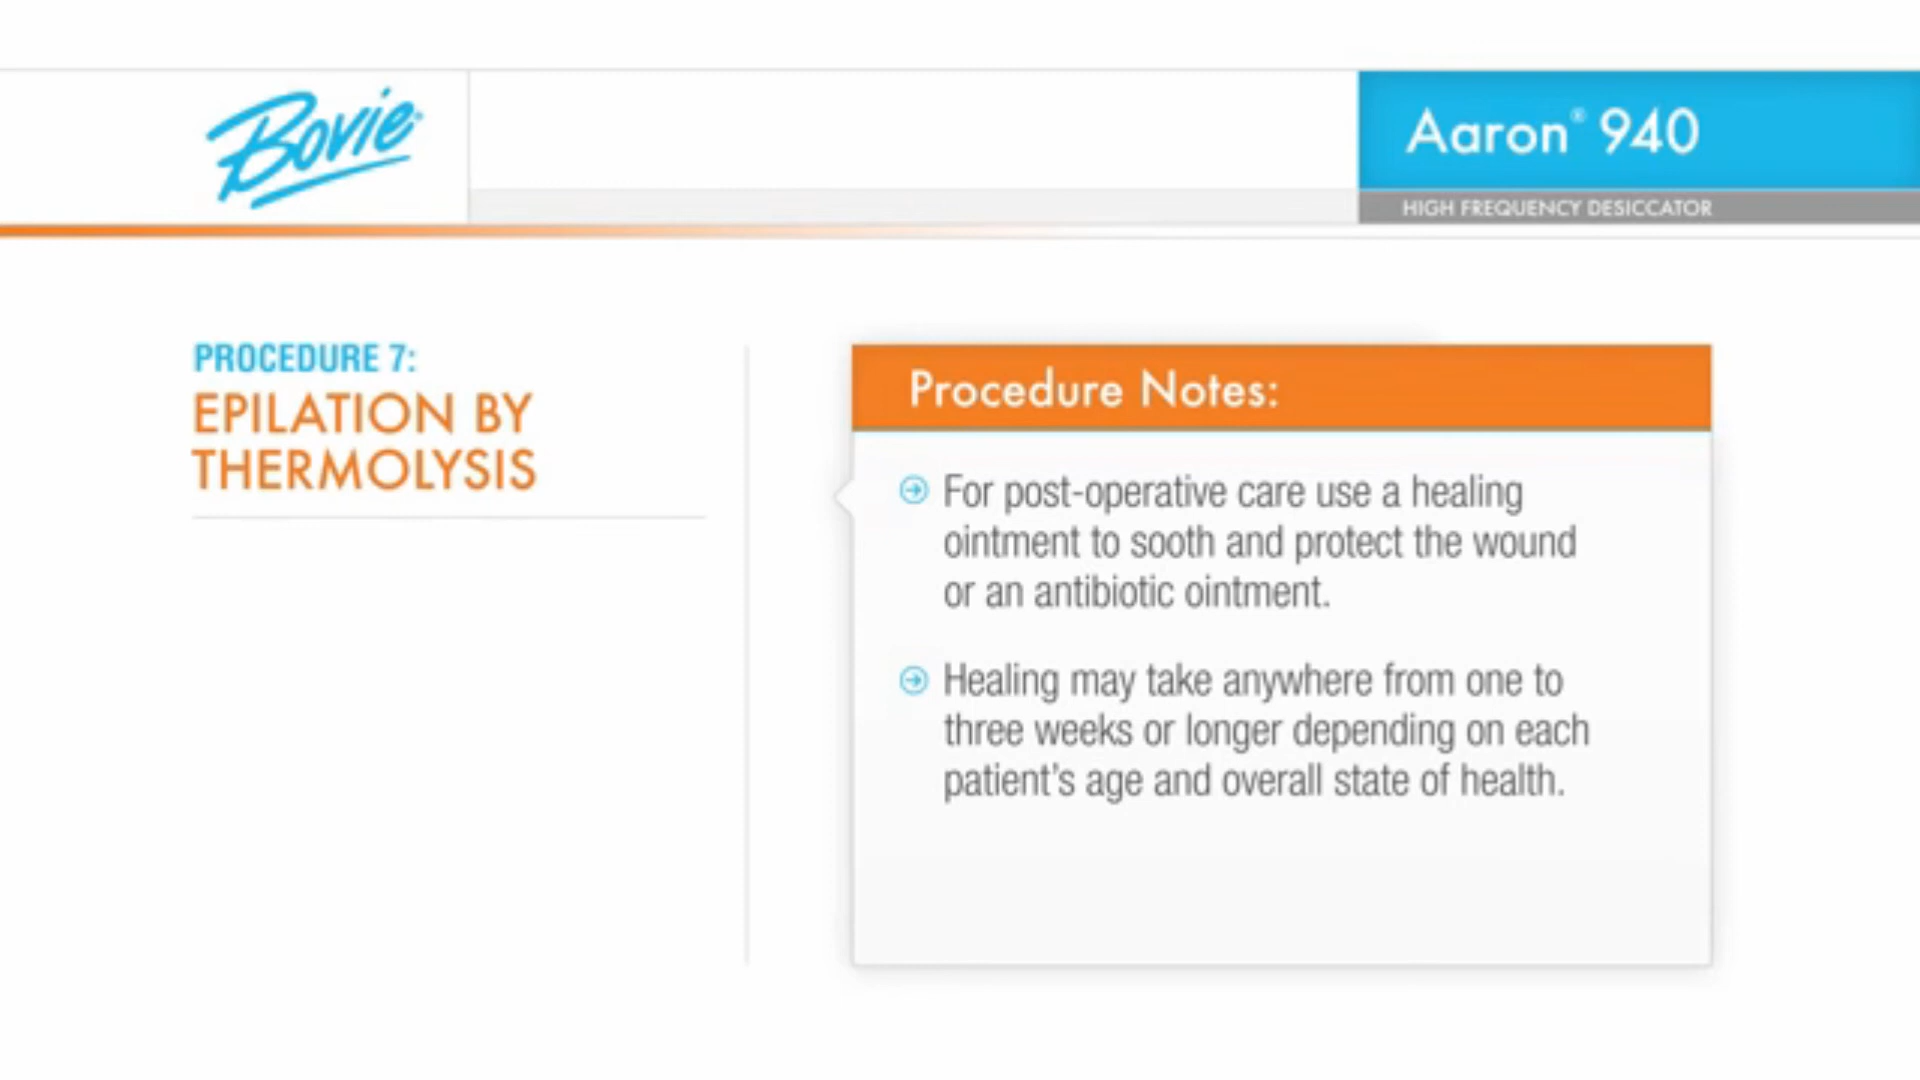 Bovie®
Aaron® 940
HIGH FREQUENCY DESICCATOR
PROCEDURE 7:
EPILATION BY
THERMOLYSIS
Procedure Notes:
For post-operative care use a healing
ointment to sooth and protect the wound
or an antibiotic ointment.
Healing may take anywhere from one to
three weeks or longer depending on each
patient's age and overall state of health.